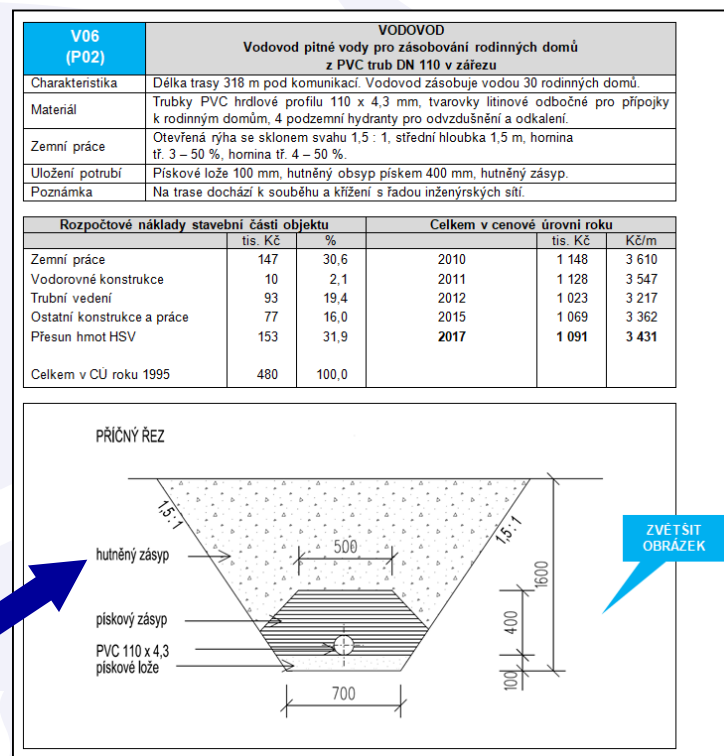 V06
(P02)
VODOVOD
Vodovod pitné vody pro zásobování rodinných domů
z PVC trub DN 110 v zářezu
Charakteristika Délka trasy 318 m pod komunikací. Vodovod zásobuje vodou 30 rodinných domů.
Materiál Trubky PVC hrdlové profilu 110 x 4,3 mm, tvarovky litinové odbočné pro přípojky
k rodinným domům, 4 podzemní hydranty pro odvzdušnění a odkalení.
Zemní práce Otevřená rýha se sklonem svahu 1,5 : 1, střední hloubka 1,5 m, hornina
tř. 3 – 50 %, hornina tř. 4 – 50 %.
Uložení potrubí Pískové lože 100 mm, hutněný obsyp pískem 400 mm, hutněný zásyp.
Poznámka Na trase dochází k souběhu a křížení s řadou inženýrských sítí.
Rozpočtové náklady stavební části objektu Celkem v cenové úrovni roku
tis. Kč % tis. Kč Kč/m
Zemní práce 147 30,6 2010 1 148 3 610
Vodorovné konstrukce 10 2,1 2011 1 128 3 547
Trubní vedení 93 19,4 2012 1 023 3 217
Ostatní konstrukce a práce 77 16,0 2015 1 069 3 362
Přesun hmot HSV 153 31,9 2017 1 091 3 431
Celkem v CÚ roku 1995 480 100,0
PŘÍČNÝ ŘEZ
1,5:1
1,5:1
hutněný zásyp
500
1600
ZVĚTŠIT
OBRÁZEK
pískový zásyp
400
PVC 110 x 4,3
pískové lože
100
700